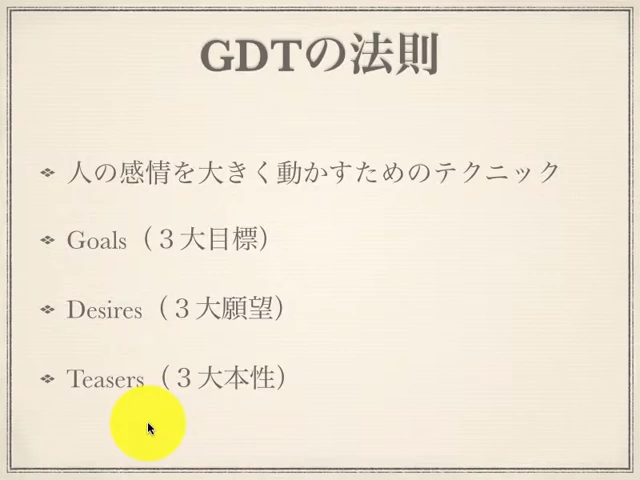 GDTの法則
人の感情を大きく動かすためのテクニック
Goals（３大目標）
Desires（３大願望）
Teasers（３大本性）